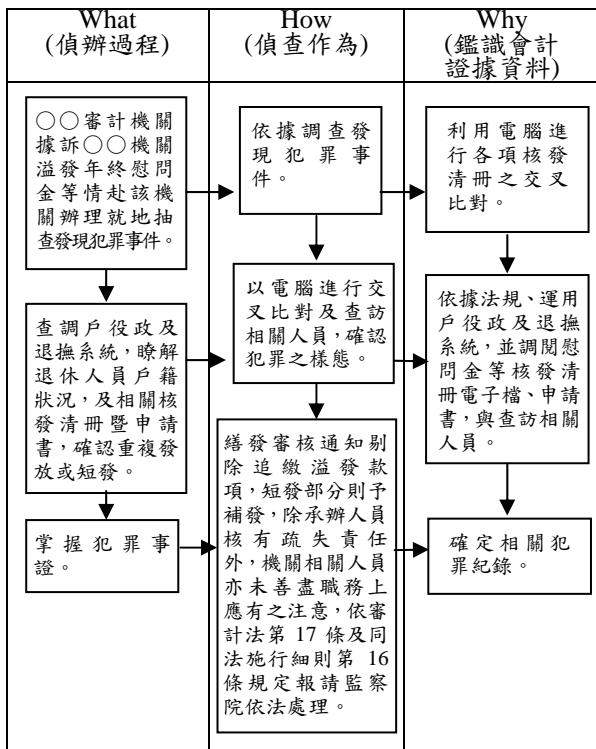 What
(偵辦過程)
How
(偵查作為)
Why
(鑑識會計
證據資料)
○○審計機關
據訴○○機關
溢發年終慰問
金等情赴該機
關辦理就地抽
查發現犯罪事件。
依據調查發
現犯罪事
件。
利用電腦進
行各項核發
清冊之交叉
比對。
查調戶役政及
退撫系統,瞭解
退休人員戶籍
狀況,及相關核
發清冊暨申請
書,確認重複發
放或短發。
以電腦進行交
叉比對及查訪
相關人員,確認
犯罪之樣態。
依據法規、運用
戶役政及退撫
系統,並調閱慰
問金等核發清
冊電子檔、申請
書,與查訪相關
人員。
掌握犯罪事
證。
繕發審核通知剔
除追繳溢發款
項,短發部分則予
補發,除承辦人員
核有疏失責任
外,機關相關人員
亦未善盡職務上
應有之注意,依審
計法第 17 條及同
法施行細則第 16
條規定報請監察
院依法處理。
確定相關犯
罪紀錄。